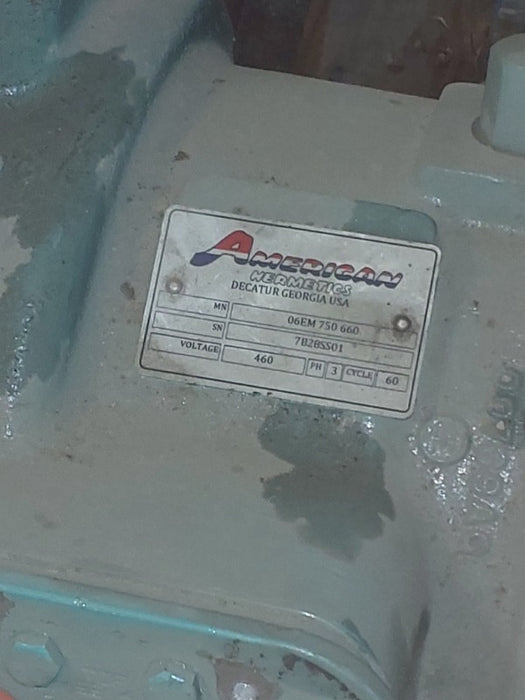 AMERICAN
HERMETICS
DECATUR GEORGIA USA
MN 06EM 750 660
SN 7B28SS01
VOLTAGE 460 PH 3 CYCLE 60